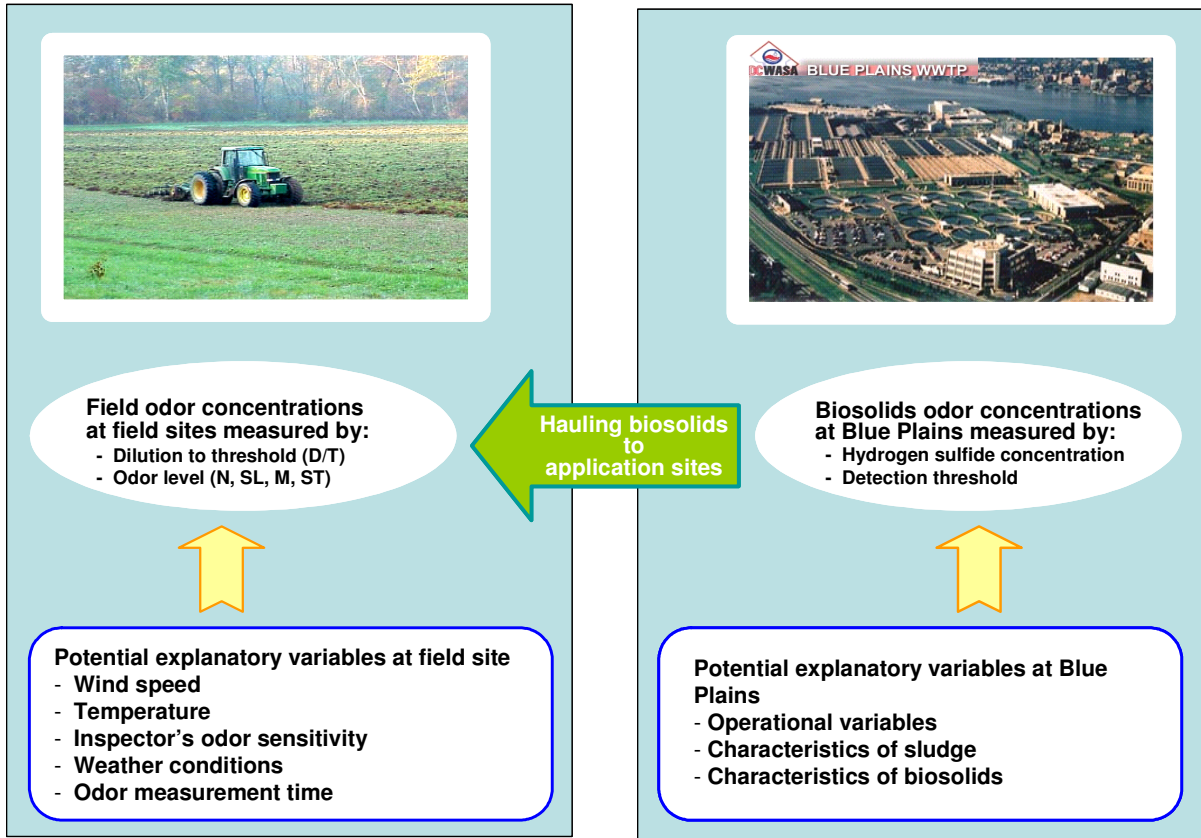 Field odor concentrations
at field sites measured by:
- Dilution to threshold (D/T)
- Odor level (N, SL, M, ST)
Potential explanatory variables at field site
- Wind speed
- Temperature
- Inspector's odor sensitivity
- Weather conditions
- Odor measurement time
Hauling biosolids
to
application sites
DCWASA BLUE PLAINS WWTP
Biosolids odor concentrations
at Blue Plains measured by:
- Hydrogen sulfide concentration
- Detection threshold
Potential explanatory variables at Blue
Plains
- Operational variables
- Characteristics of sludge
- Characteristics of biosolids